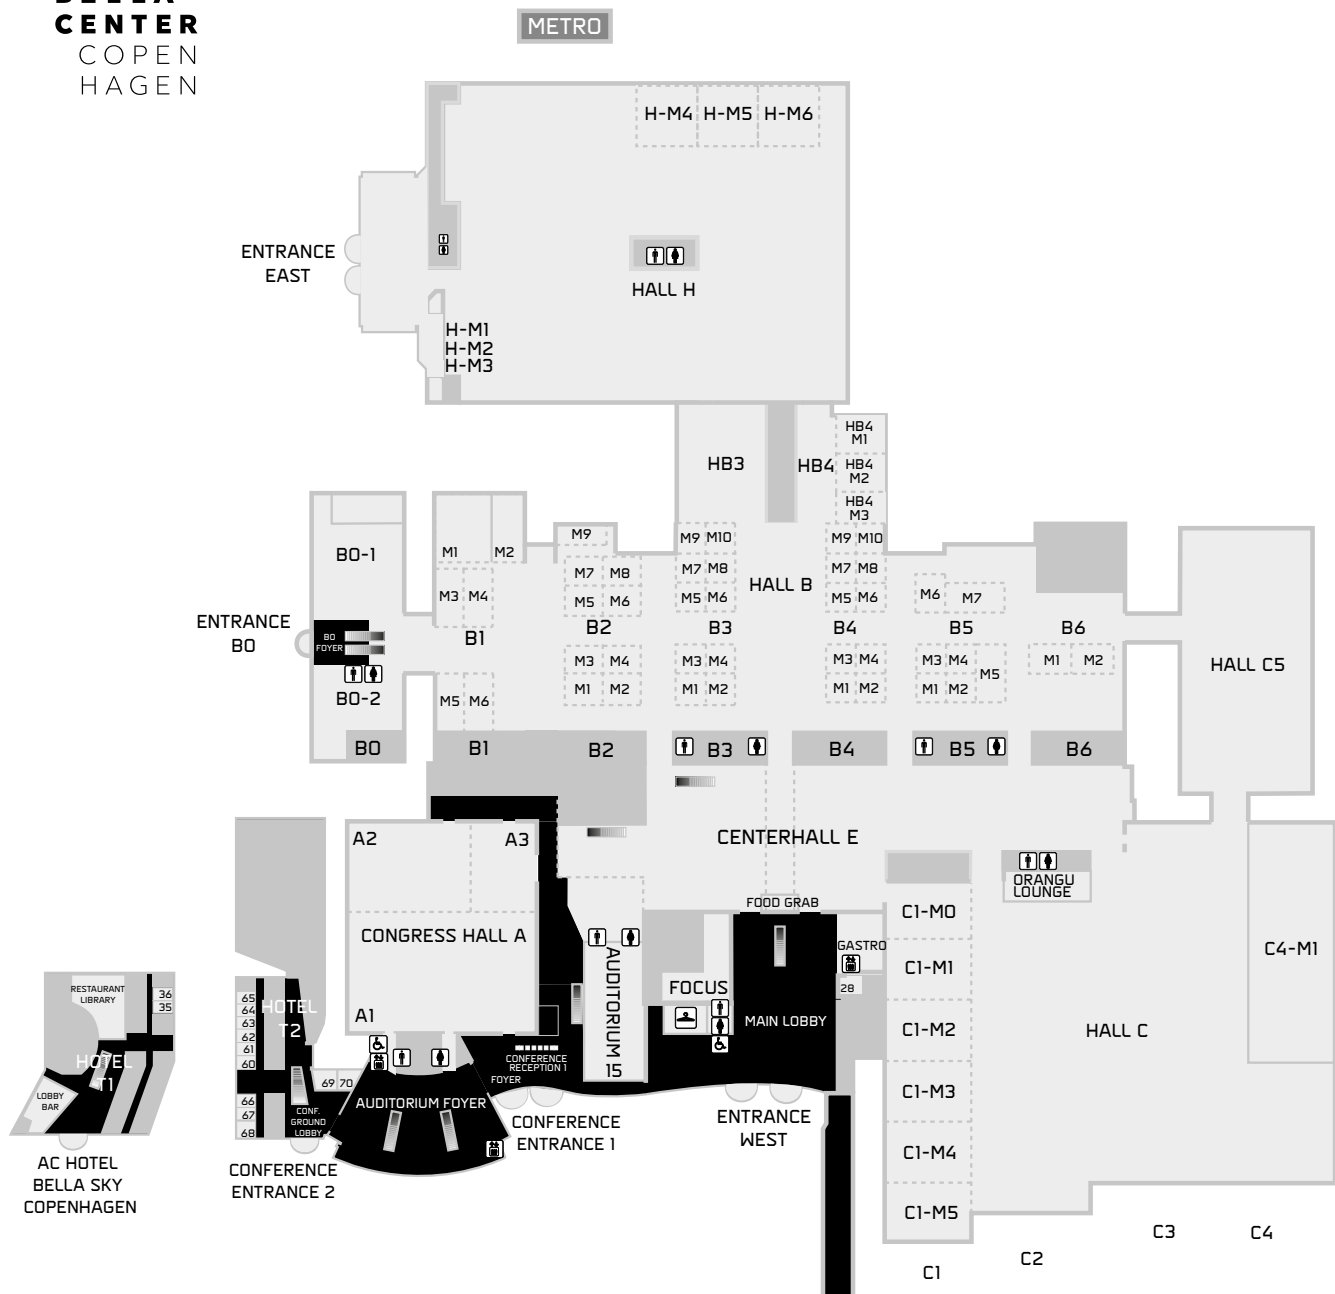 CENTER
COPEN
HAGEN
METRO
H-M4 H-M5 H-M6
ENTRANCE
EAST
HALL H
H-M1
H-M2
H-M3
HB3
HB4
HB4
M1
HB4
M2
HB4
M3
B0-1
M1
M2
M3 M4
B1
M5 M6
M9
M7 M8
M5 M6
B2
M3 M4
M1 M2
M9 M10
M7 M8
M5 M6
B3
M3 M4
M1 M2
HALL B
M9 M10
M7 M8
M5 M6
B4
M3 M4
M1 M2
M6 M7
B5
M3 M4
M5
M1 M2
B6
M1 M2
HALL C5
ENTRANCE
B0
B0
FOYER
B0-2
B0
B1
B2
B3
B4
B5
B6
CENTERHALL E
ORANGU
LOUNGE
A2
A3
CONGRESS HALL A
A1
FOOD GRAB
GASTRO
28
FOCUS
AUDITORIUM 15
MAIN LOBBY
C1-M0
C1-M1
C1-M2
C1-M3
C1-M4
C1-M5
HALL C
C4-M1
RESTAURANT
LIBRARY
36
35
HOTEL
T1
LOBBY
BAR
AC HOTEL
BELLA SKY
COPENHAGEN
65
64
63
62
61
60
66
67
68
HOTEL
T2
69 70
CONF.
GROUND
LOBBY
CONFERENCE
ENTRANCE 2
AUDITORIUM FOYER
CONFERENCE
RECEPTION 1
FOYER
CONFERENCE
ENTRANCE 1
ENTRANCE
WEST
C1
C2
C3
C4